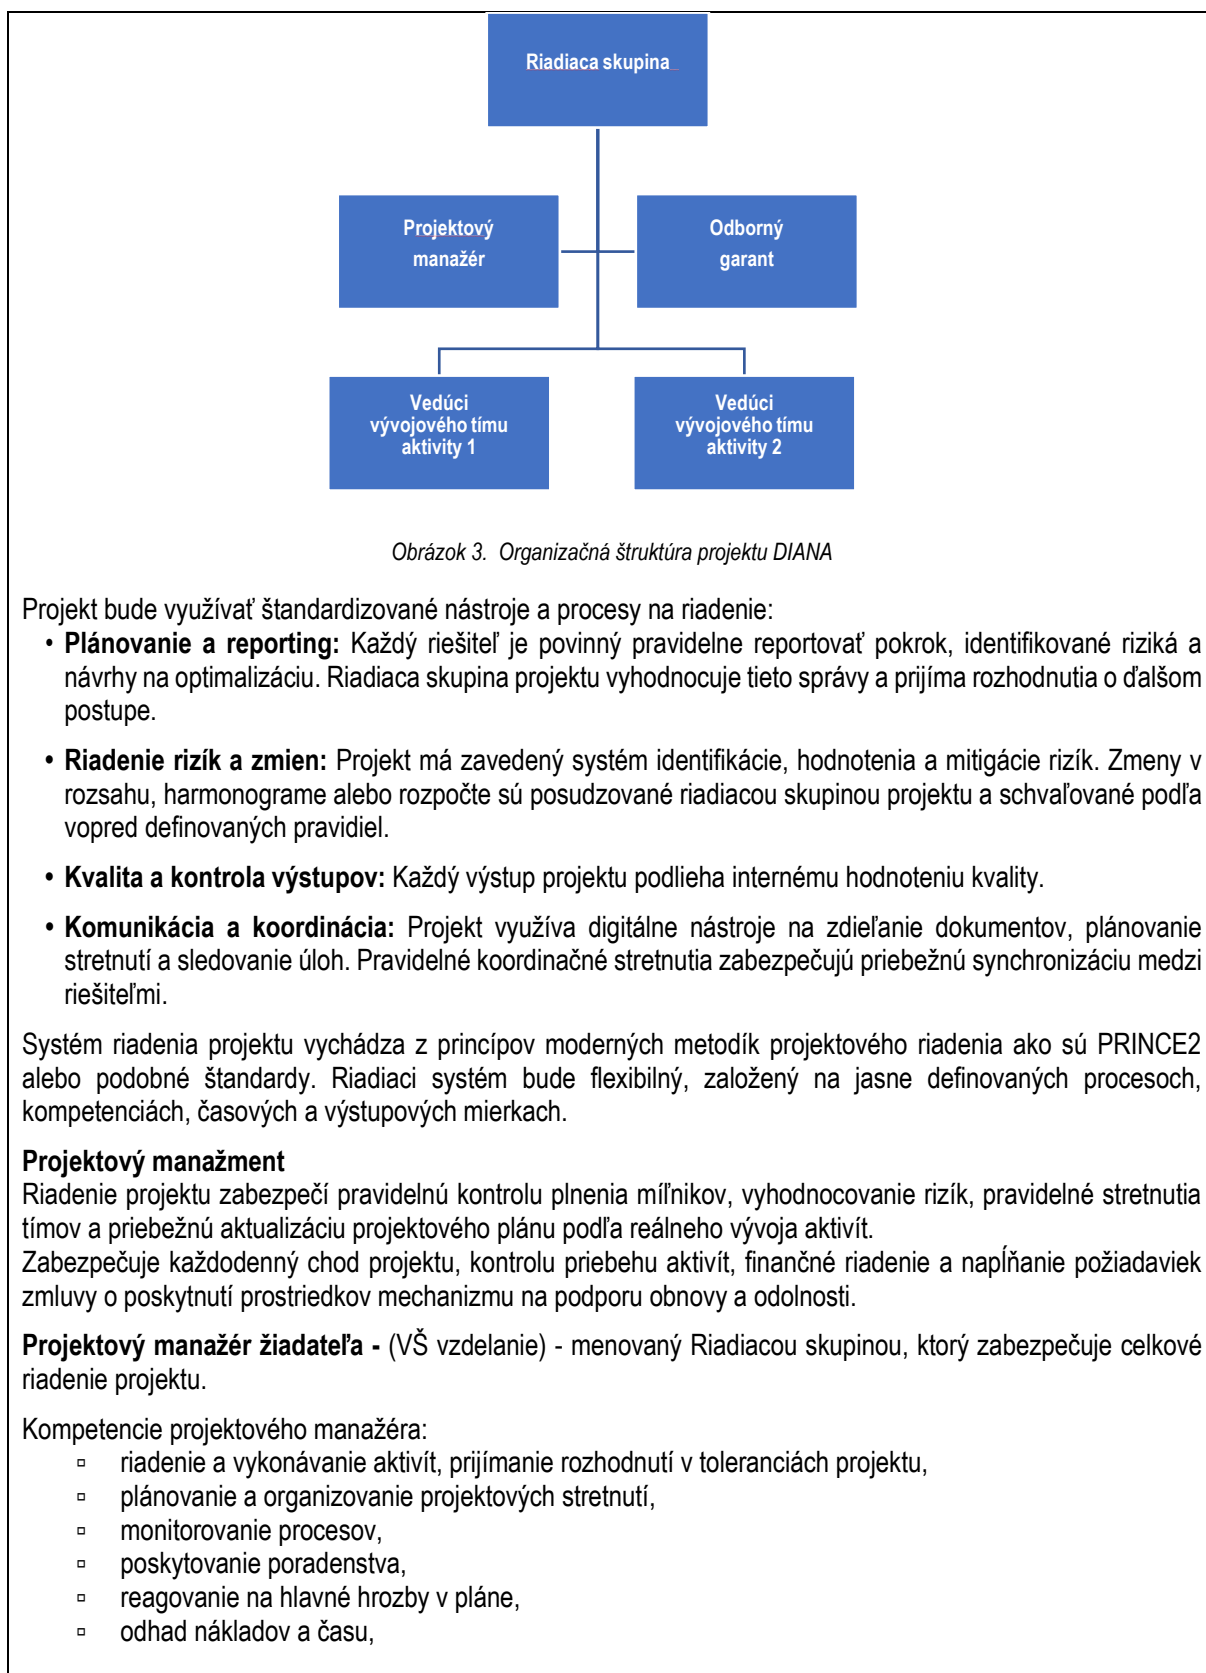 Riadiaca skupina
Projektový
manažér
Odborný
garant
Vedúci
vývojového tímu
aktivity 1
Vedúci
vývojového tímu
aktivity 2
Obrázok 3. Organizačná štruktúra projektu DIANA
Projekt bude využívať štandardizované nástroje a procesy na riadenie:
• Plánovanie a reporting: Každý riešiteľ je povinný pravidelne reportovať pokrok, identifikované riziká a
návrhy na optimalizáciu. Riadiaca skupina projektu vyhodnocuje tieto správy a prijíma rozhodnutia o ďalšom
postupe.
• Riadenie rizík a zmien: Projekt má zavedený systém identifikácie, hodnotenia a mitigácie rizík. Zmeny v
rozsahu, harmonograme alebo rozpočte sú posudzované riadiacou skupinou projektu a schvaľované podľa
vopred definovaných pravidiel.
• Kvalita a kontrola výstupov: Každý výstup projektu podlieha internému hodnoteniu kvality.
• Komunikácia a koordinácia: Projekt využíva digitálne nástroje na zdieľanie dokumentov, plánovanie
stretnutí a sledovanie úloh. Pravidelné koordinačné stretnutia zabezpečujú priebežnú synchronizáciu medzi
riešiteľmi.
Systém riadenia projektu vychádza z princípov moderných metodík projektového riadenia ako sú PRINCE2
alebo podobné štandardy. Riadiaci systém bude flexibilný, založený na jasne definovaných procesoch,
kompetenciách, časových a výstupových mierkach.
Projektový manažment
Riadenie projektu zabezpečí pravidelnú kontrolu plnenia míľnikov, vyhodnocovanie rizík, pravidelné stretnutia
tímov a priebežnú aktualizáciu projektového plánu podľa reálneho vývoja aktivít.
Zabezpečuje každodenný chod projektu, kontrolu priebehu aktivít, finančné riadenie a napĺňanie požiadaviek
zmluvy o poskytnutí prostriedkov mechanizmu na podporu obnovy a odolnosti.
Projektový manažér žiadateľa - (VŠ vzdelanie) - menovaný Riadiacou skupinou, ktorý zabezpečuje celkové
riadenie projektu.
Kompetencie projektového manažéra:
▫ riadenie a vykonávanie aktivít, prijímanie rozhodnutí v toleranciách projektu,
▫ plánovanie a organizovanie projektových stretnutí,
▫ monitorovanie procesov,
▫ poskytovanie poradenstva,
▫ reagovanie na hlavné hrozby v pláne,
▫ odhad nákladov a času,